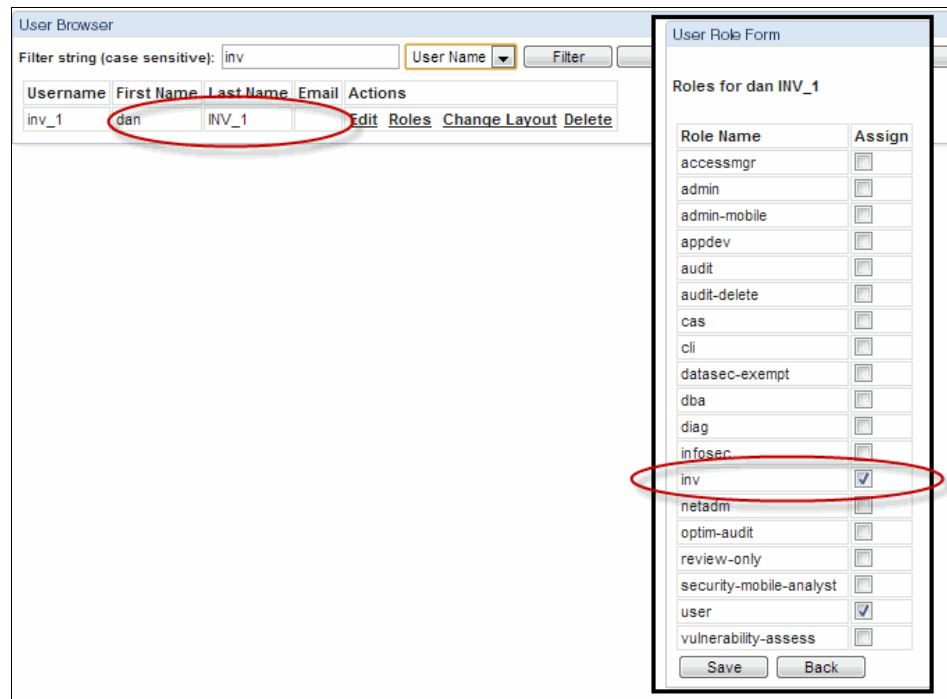 User Browser
Filter string (case sensitive): inv User Name Filter
Username First Name Last Name Email Actions
inv_1 dan INV_1 Edit Roles Change Layout Delete
User Role Form
Roles for dan INV_1
Role Name Assign
accessmgr
admin
admin-mobile
appdev
audit
audit-delete
cas
cli
datasec-exempt
dba
diag
infosec
inv
netadm
optim-audit
review-only
security-mobile-analyst
user
vulnerability-assess
Save Back